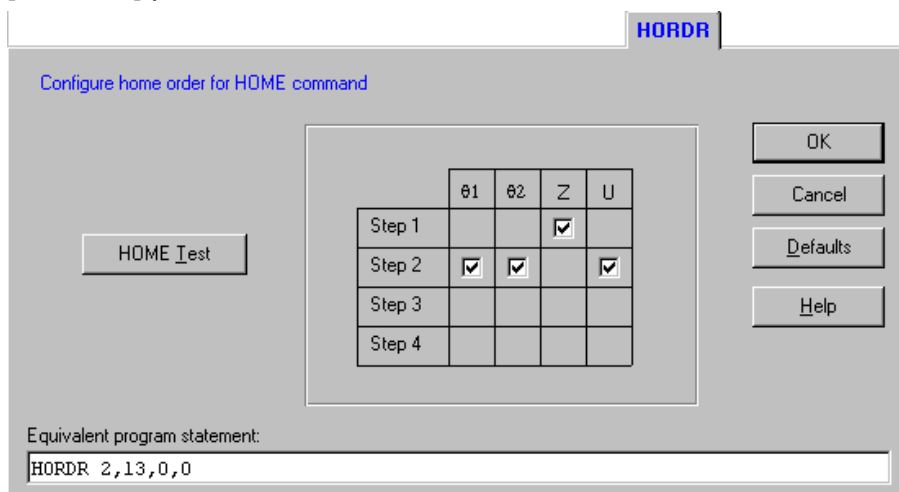 HORDR
Configure home order for HOME command
OK
θ1 θ2 Z U
Cancel
Step 1
HOME Test
Defaults
Step 2
Step 3
Help
Step 4
Equivalent program statement:
HORDR 2,13,0,0